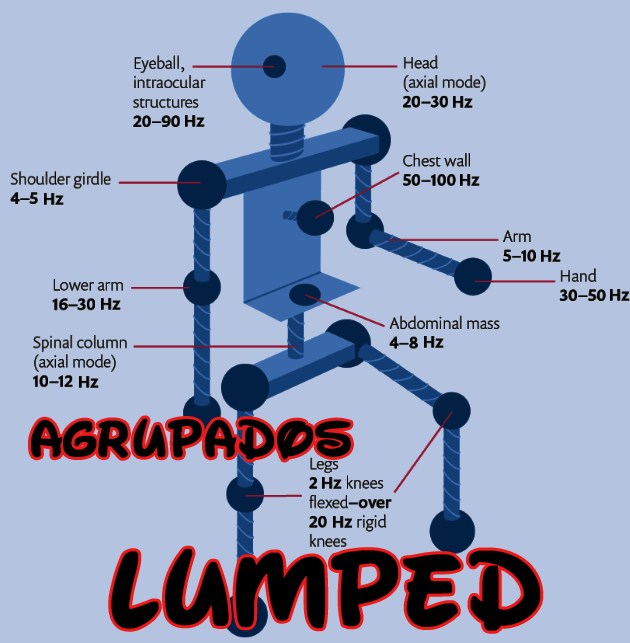 Eyeball,
intraocular
structures
20–90 Hz
Head
(axial mode)
20–30 Hz
Chest wall
50–100 Hz
Shoulder girdle
4–5 Hz
Arm
5–10 Hz
Hand
30–50 Hz
Lower arm
16–30 Hz
Abdominal mass
4–8 Hz
Spinal column
(axial mode)
10–12 Hz
AGRUPADOS
Legs
2 Hz knees
flexed–over
20 Hz rigid
knees
LUMPED